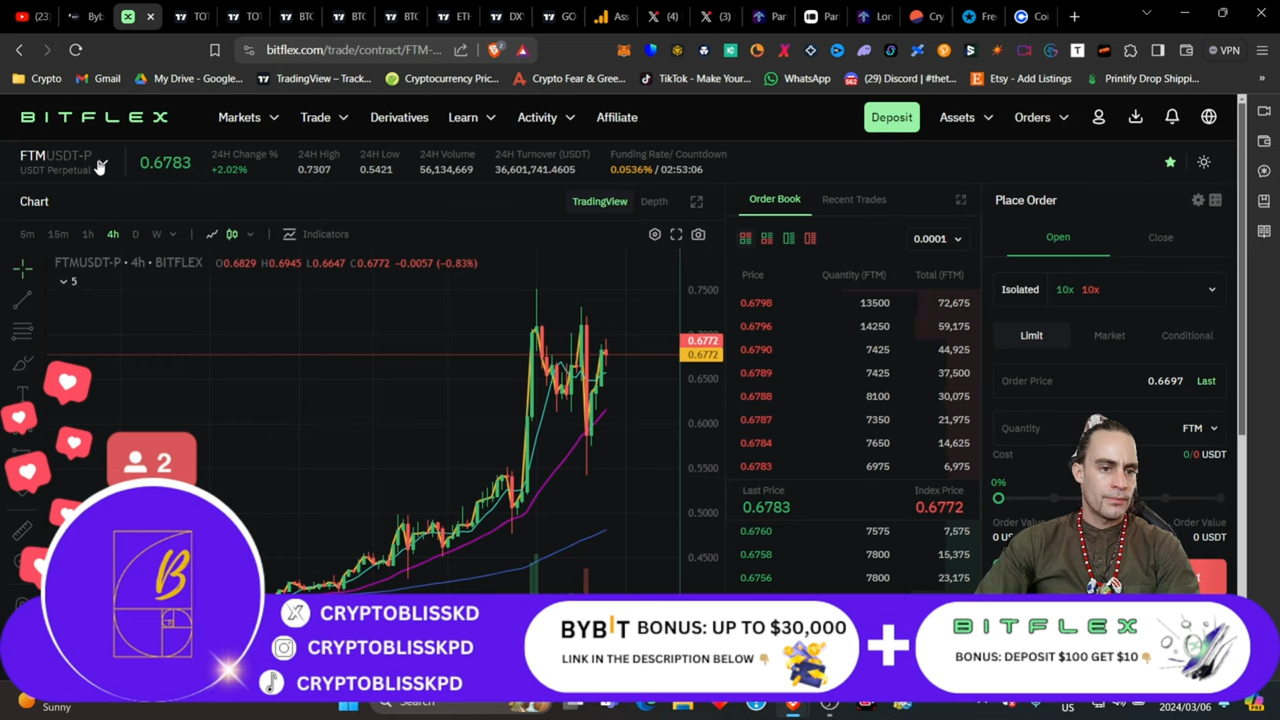 (23)
Byb
TOT
TOT
BTC
BTC
BTC
ETH
DXY
GO
Ass
(4)
(3)
Par
Par
Lon
Cry
Fre
Coi
bitflex.com/trade/contract/FTM-...
VPN
Crypto
Gmail
My Drive - Google...
TradingView – Track...
Cryptocurrency Pric...
Crypto Fear & Gree...
TikTok - Make Your...
WhatsApp
(29) Discord | #thet...
Etsy - Add Listings
Printify Drop Shippi...
BITFLEX
Markets
Trade
Derivatives
Learn
Activity
Affiliate
Deposit
Assets
Orders
FTMUSDT-P
USDT Perpetual
0.6783
24H Change %
+2.02%
24H High
0.7307
24H Low
0.5421
24H Volume
56,134,669
24H Turnover (USDT)
36,601,741.4605
Funding Rate/ Countdown
0.0536% / 02:53:06
Chart
TradingView
Depth
5m 15m 1h 4h D W
Indicators
FTMUSDT-P · 4h · BITFLEX O0.6829 H0.6945 L0.6647 C0.6772 -0.0057 (-0.83%)
5
0.7500
0.6772
0.6772
0.6500
0.6000
0.5500
0.5000
0.4500
Order Book
Recent Trades
0.0001
Price Quantity (FTM) Total (FTM)
0.6798 13500 72,675
0.6796 14250 59,175
0.6790 7425 44,925
0.6789 7425 37,500
0.6788 8100 30,075
0.6787 7350 21,975
0.6784 7650 14,625
0.6783 6975 6,975
Last Price Index Price
0.6783 0.6772
0.6760 7575 7,575
0.6758 7800 15,375
0.6756 7800 23,175
Place Order
Open
Close
Isolated 10x 10x
Limit
Market
Conditional
Order Price 0.6697 Last
Quantity FTM
Cost 0/0 USDT
0%
Order Value
Order Value
0 USDT
2
B
CRYPTOBLISSKD
CRYPTOBLISSKPD
CRYPTOBLISSKPD
BYBIT BONUS: UP TO $30,000
LINK IN THE DESCRIPTION BELOW
BITFLEX
BONUS: DEPOSIT $100 GET $10
Sunny
Search
US
2024/03/06